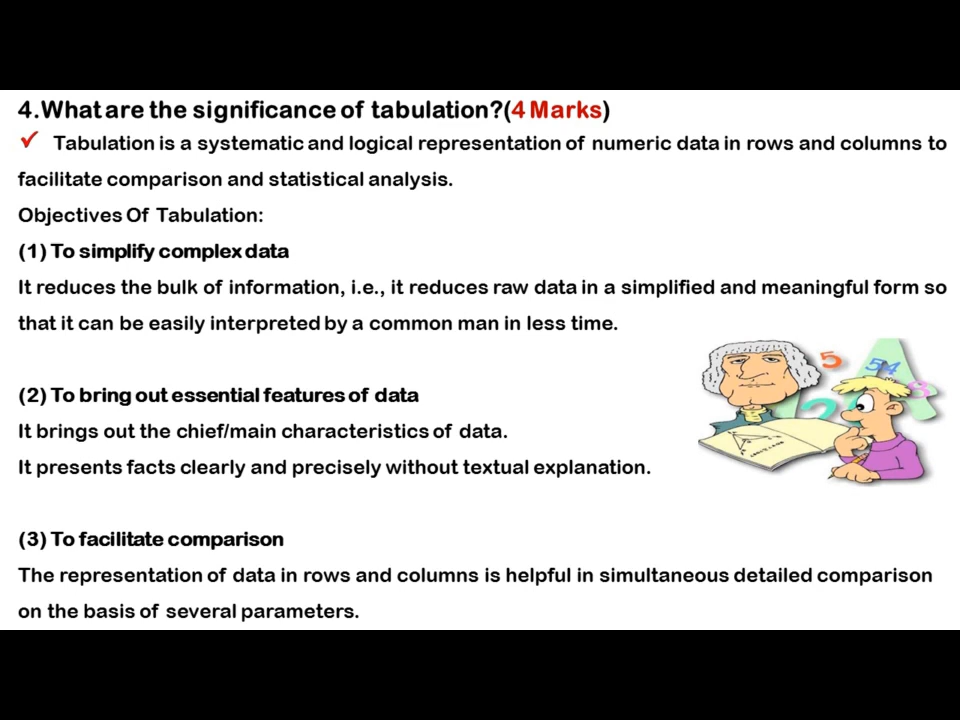 4.What are the significance of tabulation?(4 Marks)
✓ Tabulation is a systematic and logical representation of numeric data in rows and columns to
facilitate comparison and statistical analysis.
Objectives Of Tabulation:
(1) To simplify complex data
It reduces the bulk of information, i.e., it reduces raw data in a simplified and meaningful form so
that it can be easily interpreted by a common man in less time.
(2) To bring out essential features of data
It brings out the chief/main characteristics of data.
It presents facts clearly and precisely without textual explanation.
(3) To facilitate comparison
The representation of data in rows and columns is helpful in simultaneous detailed comparison
on the basis of several parameters.
5
54
3
2